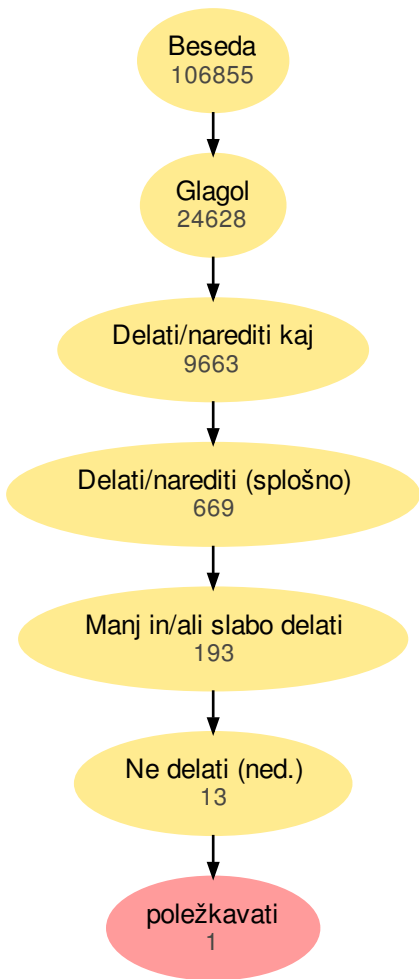 Beseda
106855
Glagol
24628
Delati/narediti kaj
9663
Delati/narediti (splošno)
669
Manj in/ali slabo delati
193
Ne delati (ned.)
13
poležkavati
1